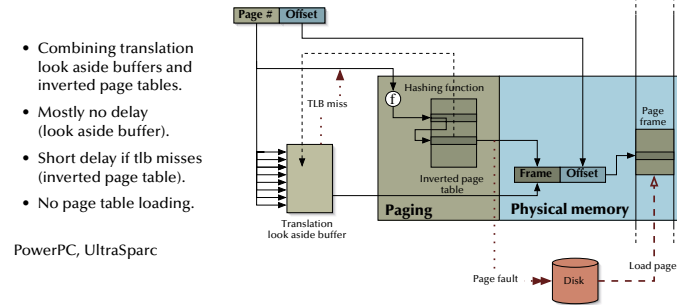 Page # Offset
• Combining translation
look aside buffers and
inverted page tables.
• Mostly no delay
(look aside buffer).
• Short delay if tlb misses
(inverted page table).
• No page table loading.
PowerPC, UltraSparc
TLB miss
Hashing function
f
Inverted page
table
Paging
Translation
look aside buffer
Page
frame
Frame Offset
Physical memory
Page fault
Disk
Load page